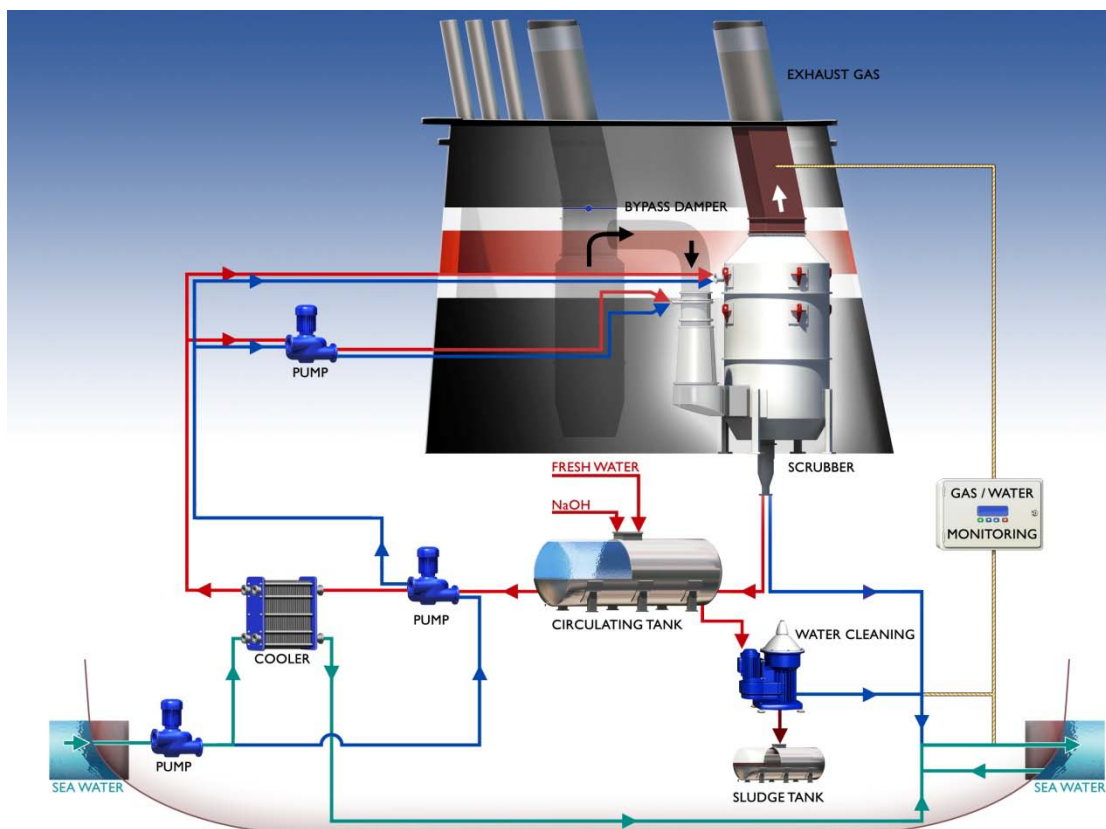 EXHAUST GAS
BYPASS DAMPER
PUMP
SCRUBBER
FRESH WATER
NaOH
GAS / WATER
MONITORING
PUMP
CIRCULATING TANK
WATER CLEANING
COOLER
PUMP
SEA WATER
SLUDGE TANK
SEA WATER